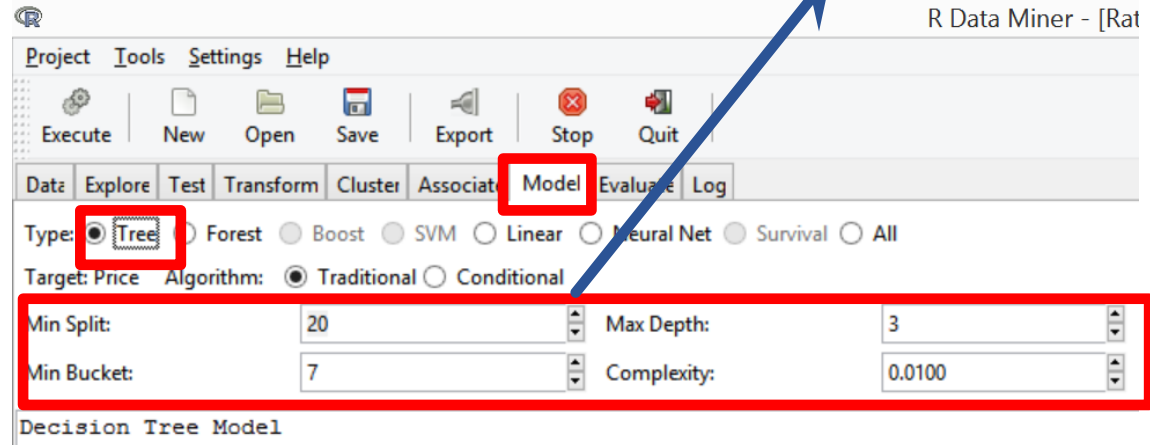 R Data Miner - [Rat
Project Tools Settings Help
Execute New Open Save Export Stop Quit
Data Explore Test Transform Cluster Associate Model Evaluate Log
Type: Tree Forest Boost SVM Linear Neural Net Survival All
Target: Price Algorithm: Traditional Conditional
Min Split: 20 Max Depth: 3
Min Bucket: 7 Complexity: 0.0100
Decision Tree Model